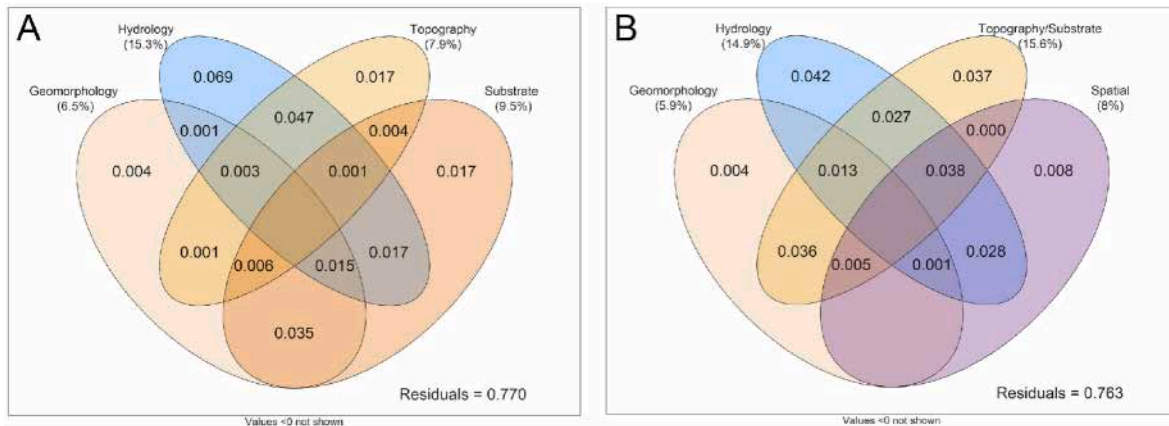 A
Hydrology
(15.3%)
Topography
(7.9%)
Geomorphology
(6.5%)
Substrate
(9.5%)
0.069
0.017
0.047
0.001
0.004
0.004
0.003
0.001
0.017
0.001
0.006
0.015
0.017
0.035
Residuals = 0.770
Values <0 not shown
B
Hydrology
(14.9%)
Topography/Substrate
(15.6%)
Geomorphology
(5.9%)
Spatial
(8%)
0.042
0.037
0.027
0.000
0.004
0.013
0.038
0.008
0.036
0.005
0.001
0.028
Residuals = 0.763
Values <0 not shown